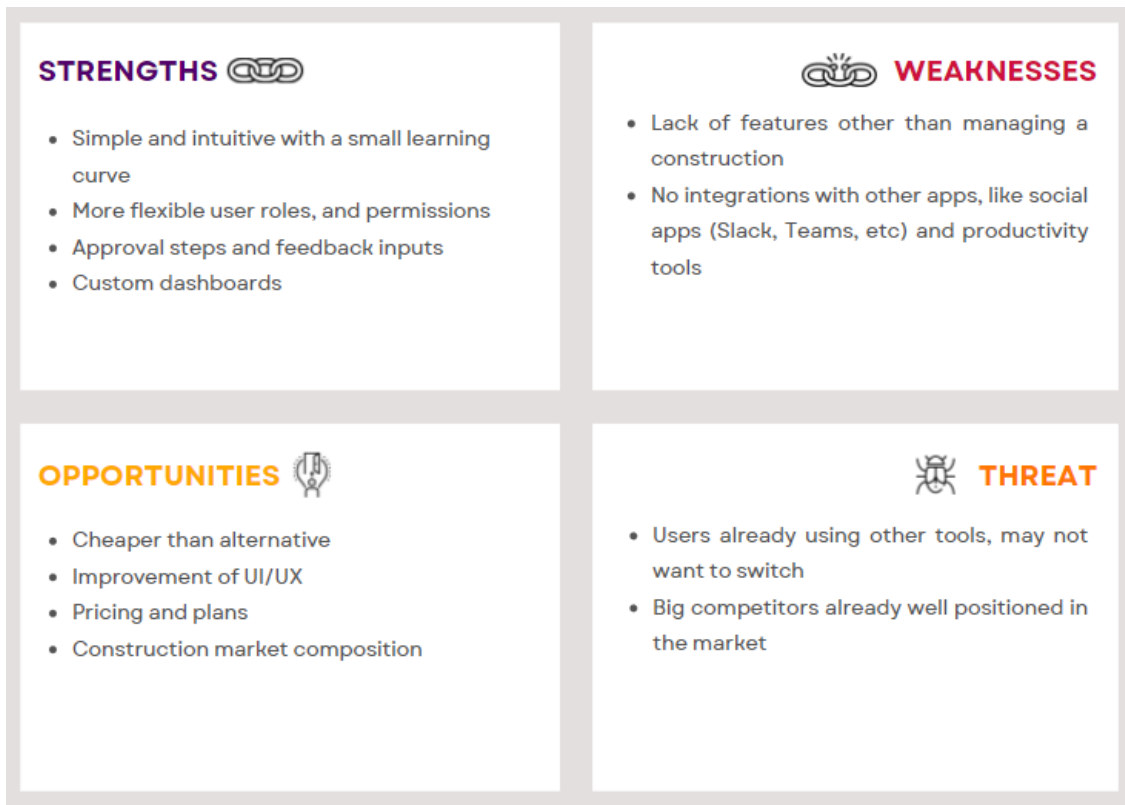 STRENGTHS
• Simple and intuitive with a small learning
curve
• More flexible user roles, and permissions
• Approval steps and feedback inputs
• Custom dashboards
WEAKNESSES
• Lack of features other than managing a
construction
• No integrations with other apps, like social
apps (Slack, Teams, etc) and productivity
tools
OPPORTUNITIES
• Cheaper than alternative
• Improvement of UI/UX
• Pricing and plans
• Construction market composition
THREAT
• Users already using other tools, may not
want to switch
• Big competitors already well positioned in
the market